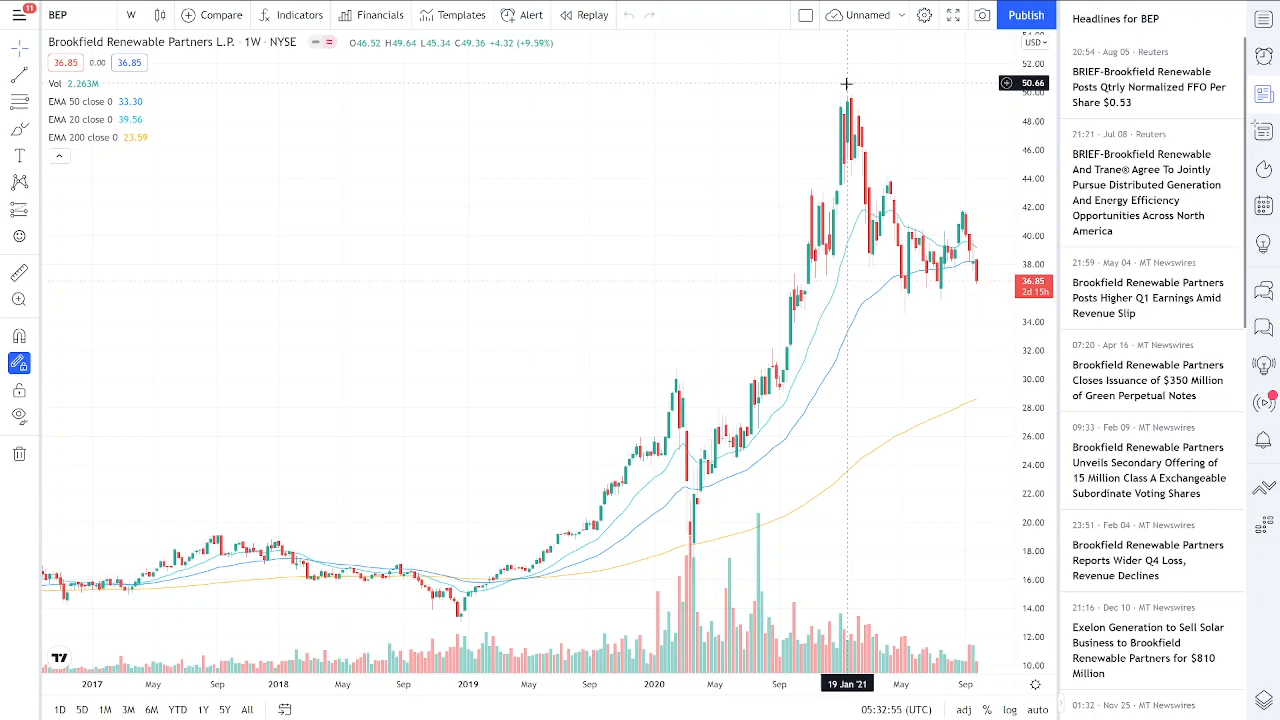 11
BEP
W
Compare
Indicators
Financials
Templates
Alert
Replay
Unnamed
Publish
Brookfield Renewable Partners L.P. · 1W · NYSE
O46.52 H49.64 L45.34 C49.36 +4.32 (+9.59%)
36.85 0.00 36.85
Vol 2.263M
EMA 50 close 0 33.30
EMA 20 close 0 39.56
EMA 200 close 0 23.59
USD
54.00
52.00
50.66
50.00
48.00
46.00
44.00
42.00
40.00
38.00
36.85
2d 15h
34.00
32.00
30.00
28.00
26.00
24.00
22.00
20.00
18.00
16.00
14.00
12.00
10.00
2017 May Sep 2018 May Sep 2019 May Sep 2020 May Sep 19 Jan '21 May Sep
1D 5D 1M 3M 6M YTD 1Y 5Y All
05:32:55 (UTC) adj % log auto
Headlines for BEP
20:54 · Aug 05 · Reuters
BRIEF-Brookfield Renewable
Posts Qtrly Normalized FFO Per
Share $0.53
21:21 · Jul 08 · Reuters
BRIEF-Brookfield Renewable
And Trane® Agree To Jointly
Pursue Distributed Generation
And Energy Efficiency
Opportunities Across North
America
21:59 · May 04 · MT Newswires
Brookfield Renewable Partners
Posts Higher Q1 Earnings Amid
Revenue Slip
07:20 · Apr 16 · MT Newswires
Brookfield Renewable Partners
Closes Issuance of $350 Million
of Green Perpetual Notes
09:33 · Feb 09 · MT Newswires
Brookfield Renewable Partners
Unveils Secondary Offering of
15 Million Class A Exchangeable
Subordinate Voting Shares
23:51 · Feb 04 · MT Newswires
Brookfield Renewable Partners
Reports Wider Q4 Loss,
Revenue Declines
21:16 · Dec 10 · MT Newswires
Exelon Generation to Sell Solar
Business to Brookfield
Renewable Partners for $810
Million
01:32 · Nov 25 · MT Newswires